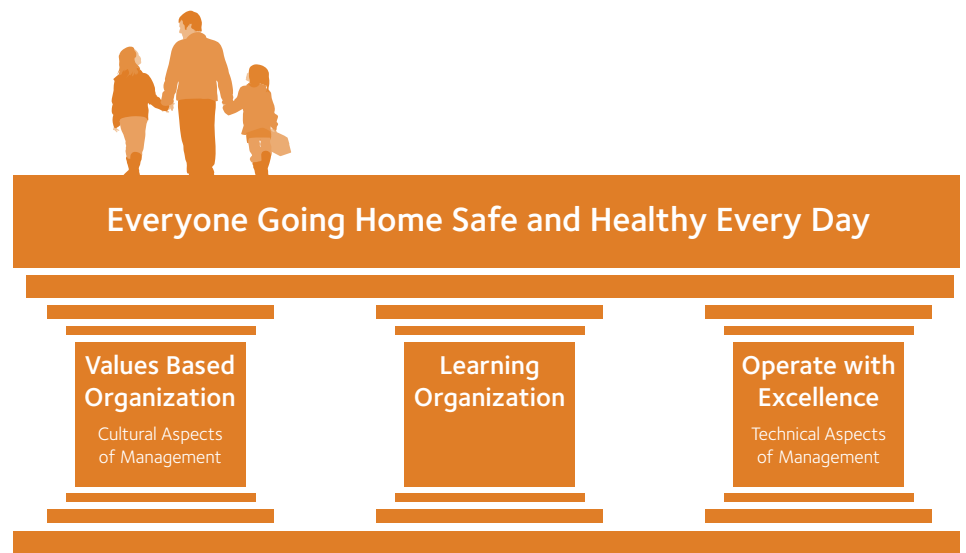 Everyone Going Home Safe and Healthy Every Day
Values Based
Organization
Cultural Aspects
of Management
Learning
Organization
Operate with
Excellence
Technical Aspects
of Management